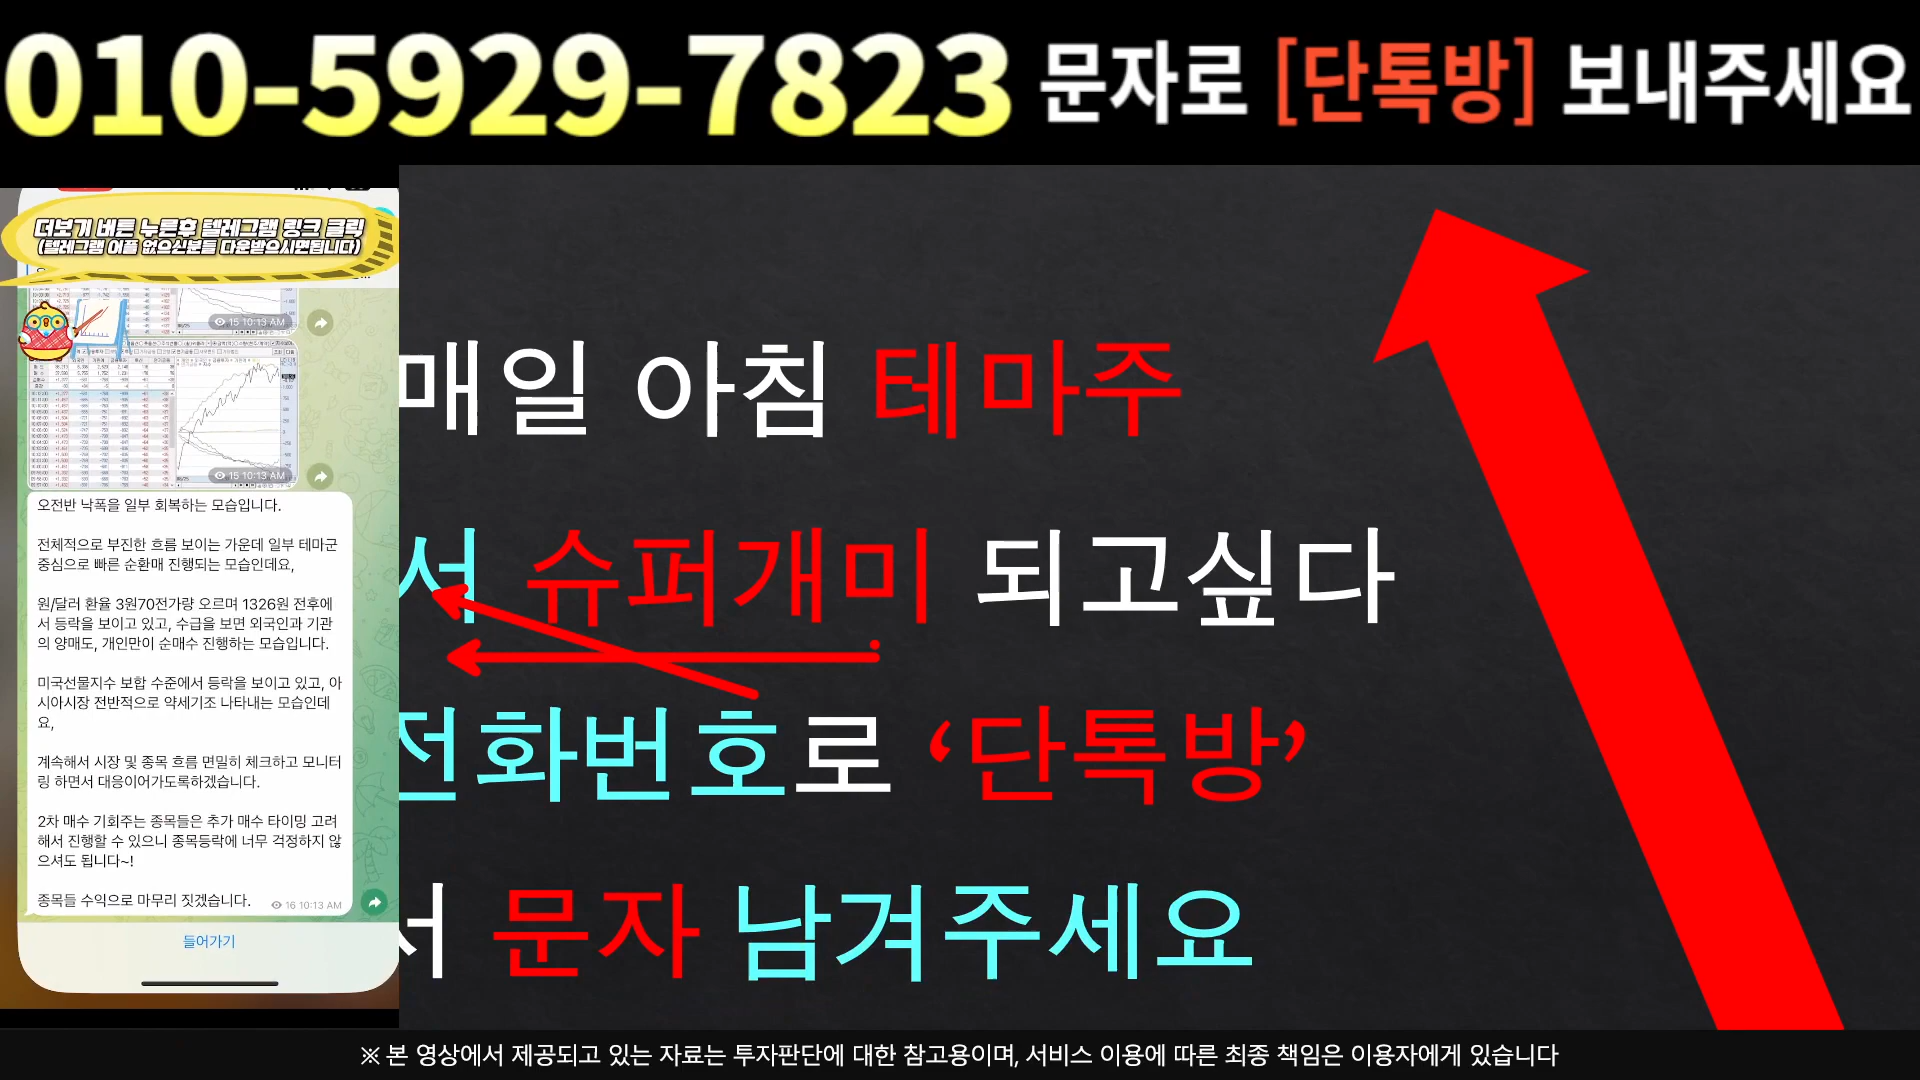 010-5929-7823 문자로 [단톡방] 보내주세요
더보기 버튼 누른후 텔레그램 링크 클릭
(텔레그램 어플 없으신분들 다운받으시면됩니다)
15 10:13 AM
15 10:13 AM
오전반 낙폭을 일부 회복하는 모습입니다.
전체적으로 부진한 흐름 보이는 가운데 일부 테마군
중심으로 빠른 순환매 진행되는 모습인데요,
원/달러 환율 3원70전가량 오르며 1326원 전후에
서 등락을 보이고 있고, 수급을 보면 외국인과 기관
의 양매도, 개인만이 순매수 진행하는 모습입니다.
미국선물지수 보합 수준에서 등락을 보이고 있고, 아
시아시장 전반적으로 약세기조 나타내는 모습인데
요,
계속해서 시장 및 종목 흐름 면밀히 체크하고 모니터
링 하면서 대응이어가도록하겠습니다.
2차 매수 기회주는 종목들은 추가 매수 타이밍 고려
해서 진행할 수 있으니 종목등락에 너무 걱정하지 않
으셔도 됩니다~!
종목들 수익으로 마무리 짓겠습니다.
16 10:13 AM
들어가기
매일 아침 테마주
서 슈퍼개미 되고싶다
전화번호로 ‘단톡방’
서 문자 남겨주세요
※ 본 영상에서 제공되고 있는 자료는 투자판단에 대한 참고용이며, 서비스 이용에 따른 최종 책임은 이용자에게 있습니다